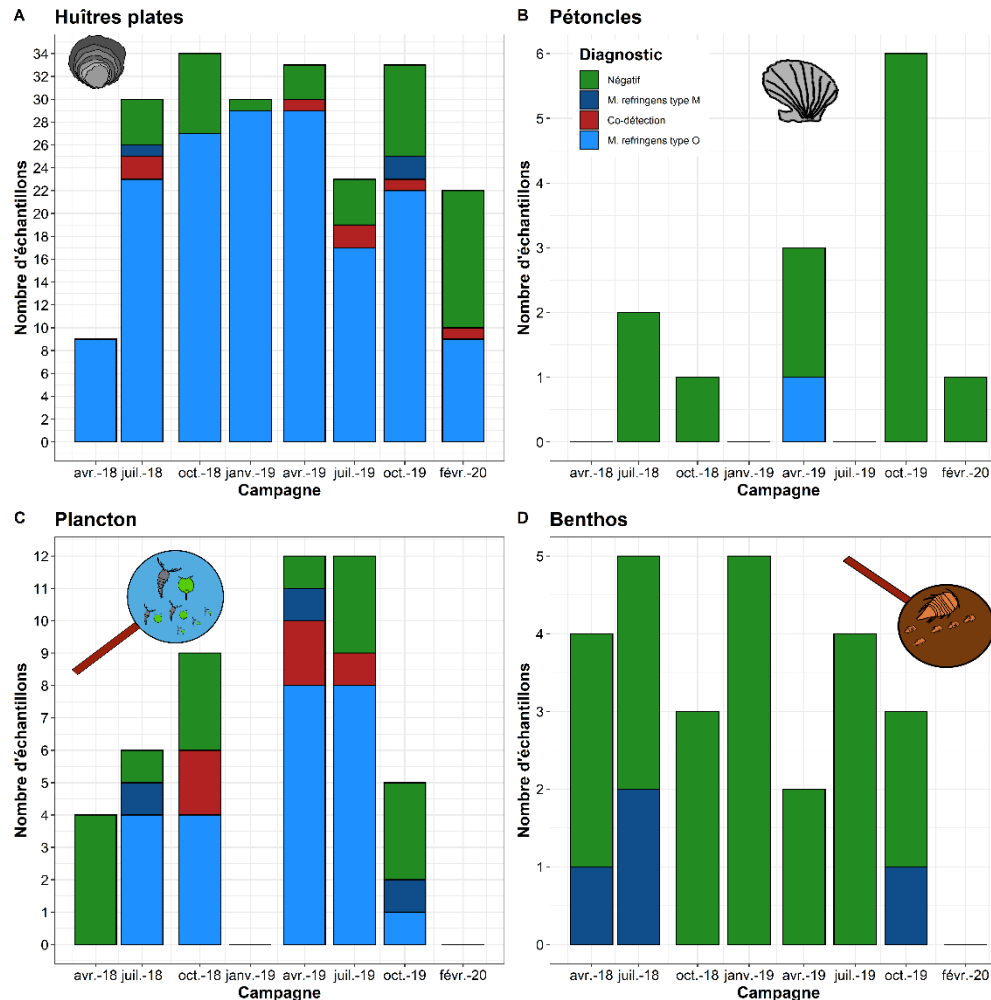 A Huîtres plates
Nombre d'échantillons
34
32
30
28
26
24
22
20
18
16
14
12
10
8
6
4
2
0
avr.-18 juil.-18 oct.-18 janv.-19 avr.-19 juil.-19 oct.-19 févr.-20
Campagne
B Pétoncles
Diagnostic
Négatif
M. refringens type M
Co-détection
M. refringens type O
Nombre d'échantillons
6
5
4
3
2
1
0
avr.-18 juil.-18 oct.-18 janv.-19 avr.-19 juil.-19 oct.-19 févr.-20
Campagne
C Plancton
Nombre d'échantillons
12
11
10
9
8
7
6
5
4
3
2
1
0
avr.-18 juil.-18 oct.-18 janv.-19 avr.-19 juil.-19 oct.-19 févr.-20
Campagne
D Benthos
Nombre d'échantillons
5
4
3
2
1
0
avr.-18 juil.-18 oct.-18 janv.-19 avr.-19 juil.-19 oct.-19 févr.-20
Campagne